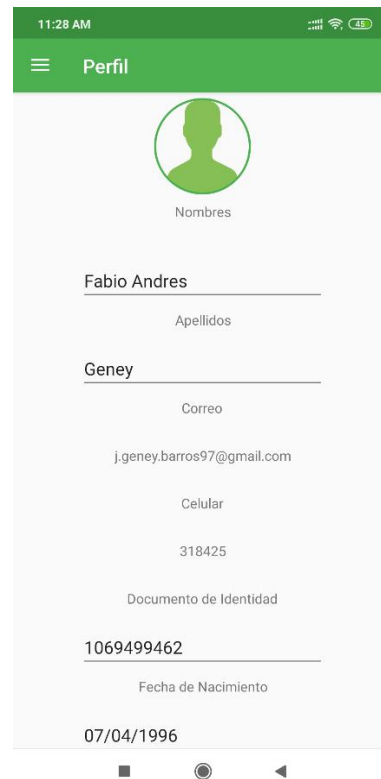 11:28 AM
45
Perfil
Nombres
Fabio Andres
Apellidos
Geney
Correo
j.geney.barros97@gmail.com
Celular
318425
Documento de Identidad
1069499462
Fecha de Nacimiento
07/04/1996